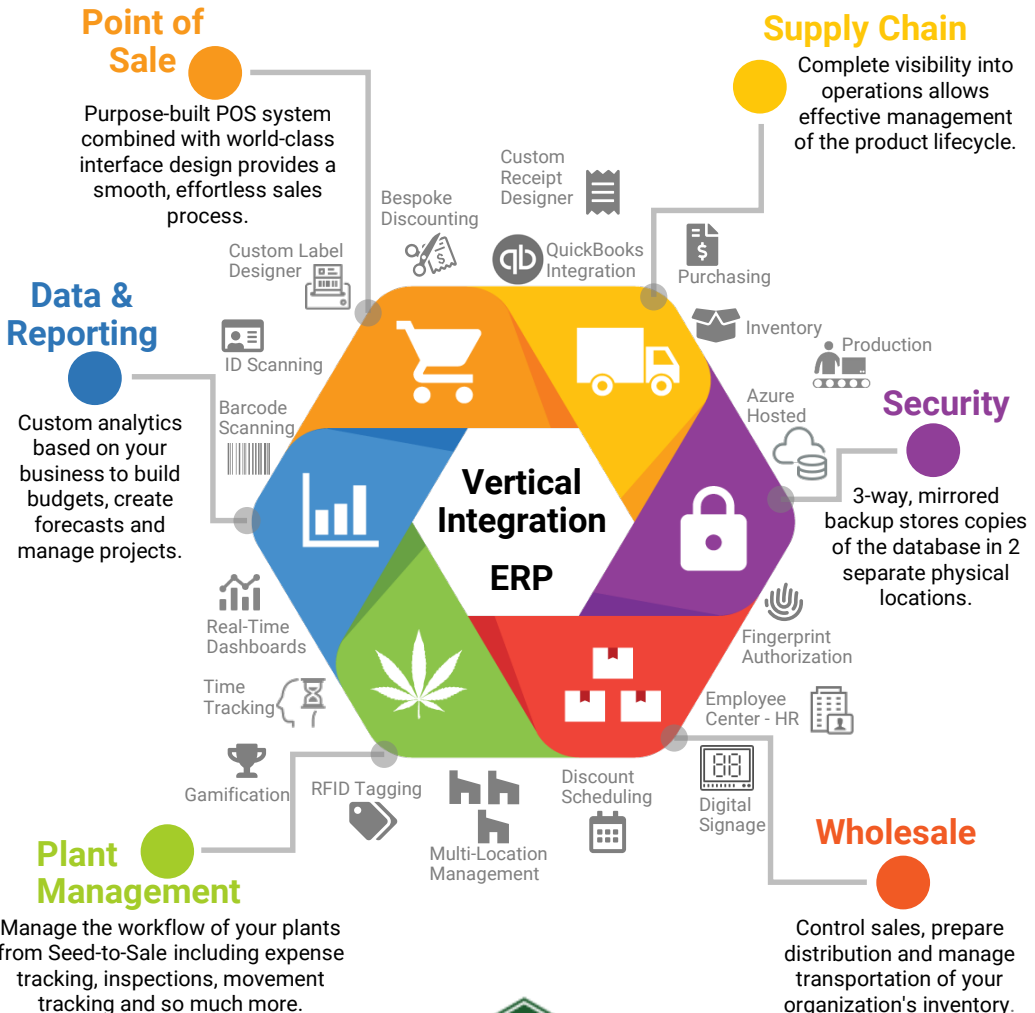 Point of
Sale
Purpose-built POS system
combined with world-class
interface design provides a
smooth, effortless sales
process.
Supply Chain
Complete visibility into
operations allows
effective management
of the product lifecycle.
Custom
Receipt
Designer
Bespoke
Discounting
Custom Label
Designer
QuickBooks
Integration
qb
Purchasing
$
$
Data &
Reporting
Custom analytics
based on your
business to build
budgets, create
forecasts and
manage projects.
ID Scanning
Barcode
Scanning
Inventory
Production
Azure
Hosted
Security
3-way, mirrored
backup stores copies
of the database in 2
separate physical
locations.
Vertical
Integration
ERP
Real-Time
Dashboards
Time
Tracking
Gamification
RFID Tagging
Multi-Location
Management
Discount
Scheduling
Fingerprint
Authorization
Employee
Center - HR
88
Digital
Signage
Plant
Management
Manage the workflow of your plants
from Seed-to-Sale including expense
tracking, inspections, movement
tracking and so much more.
Wholesale
Control sales, prepare
distribution and manage
transportation of your
organization's inventory.